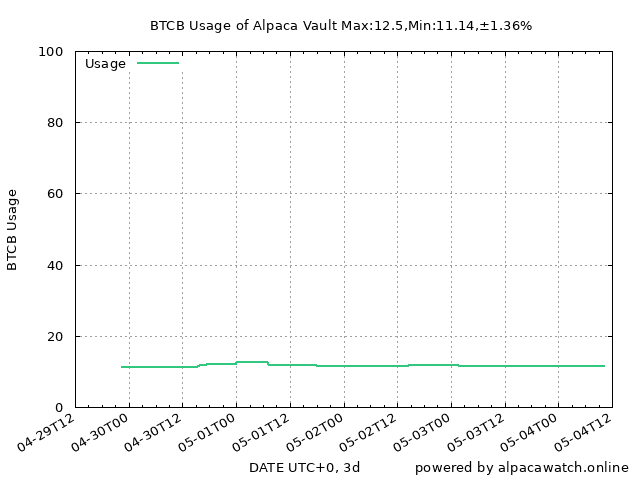 BTCB Usage of Alpaca Vault Max:12.5,Min:11.14,±1.36%
Usage
BTCB Usage
100
80
60
40
20
0
04-29T12
04-30T00
04-30T12
05-01T00
05-01T12
05-02T00
05-02T12
05-03T00
05-03T12
05-04T00
05-04T12
DATE UTC+0, 3d
powered by alpacawatch.online